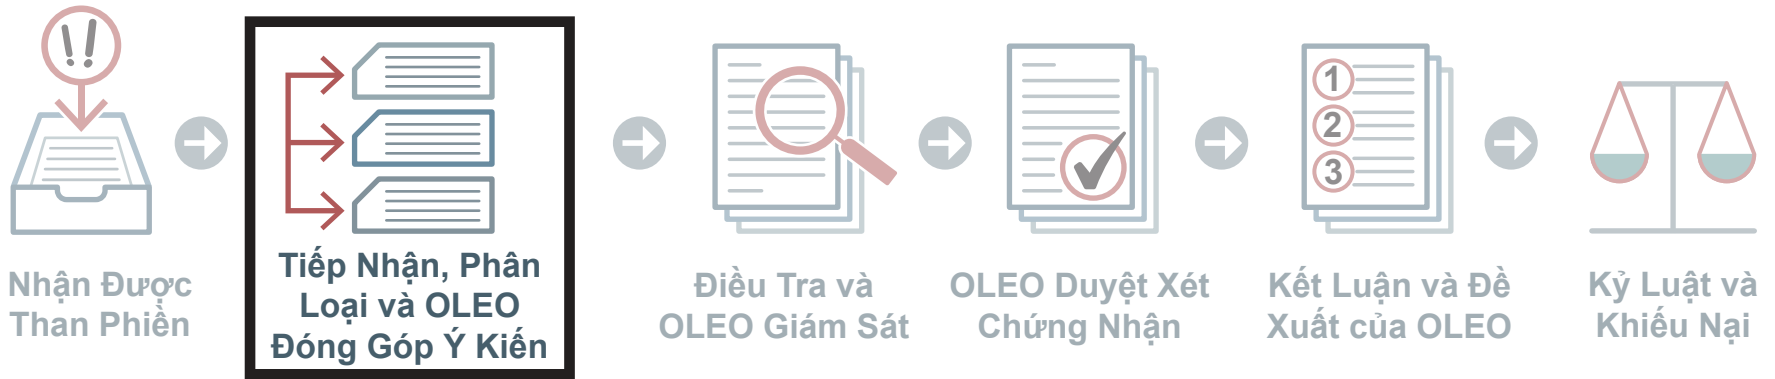 !!
Nhận Được
Than Phiền
Tiếp Nhận, Phân
Loại và OLEO
Đóng Góp Ý Kiến
Điều Tra và
OLEO Giám Sát
OLEO Duyệt Xét
Chứng Nhận
1
2
3
Kết Luận và Đề
Xuất của OLEO
Kỷ Luật và
Khiếu Nại